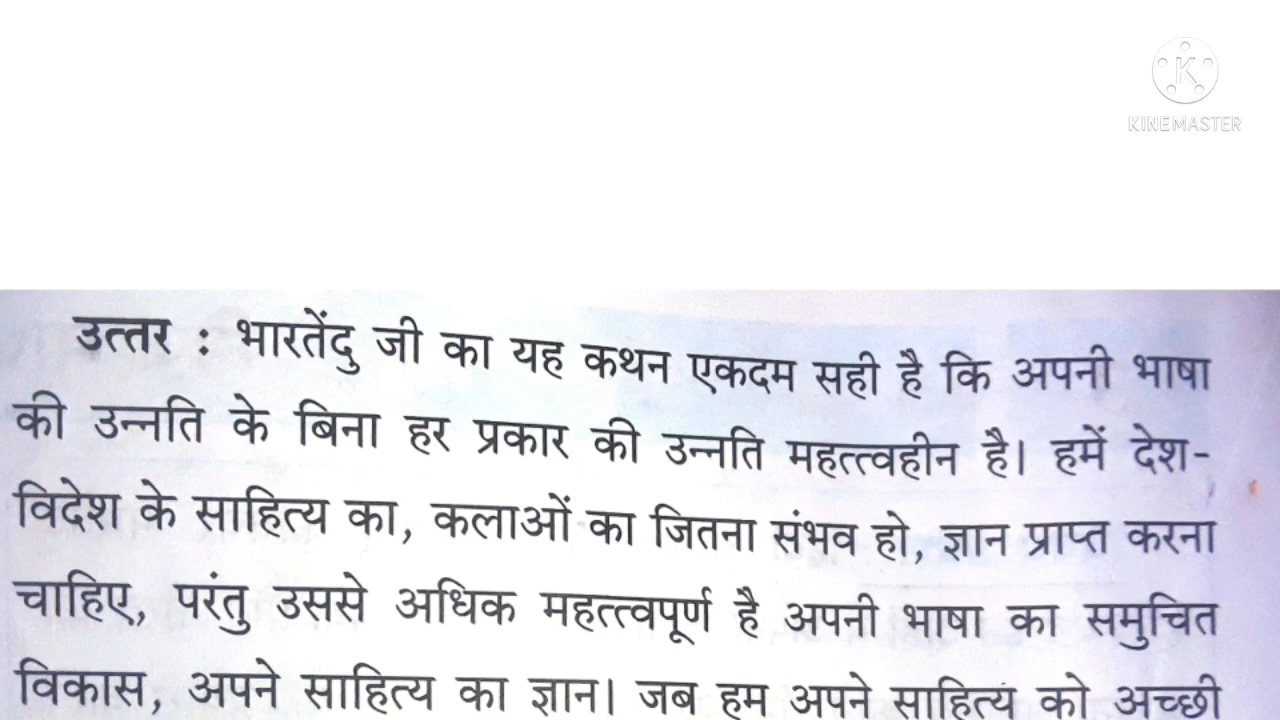 KINEMASTER
उत्तर : भारतेंदु जी का यह कथन एकदम सही है कि अपनी भाषा
की उन्नति के बिना हर प्रकार की उन्नति महत्त्वहीन है। हमें देश-
विदेश के साहित्य का, कलाओं का जितना संभव हो, ज्ञान प्राप्त करना
चाहिए, परंतु उससे अधिक महत्त्वपूर्ण है अपनी भाषा का समुचित
विकास, अपने साहित्य का ज्ञान। जब हम अपने साहित्य को अच्छी